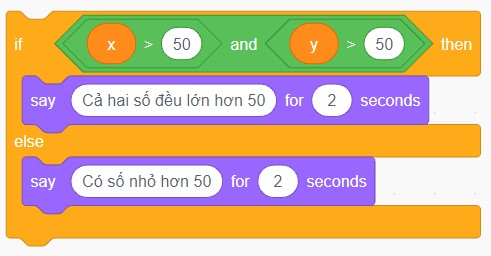 if x > 50 and y > 50 then
say Cả hai số đều lớn hơn 50 for 2 seconds
else
say Có số nhỏ hơn 50 for 2 seconds